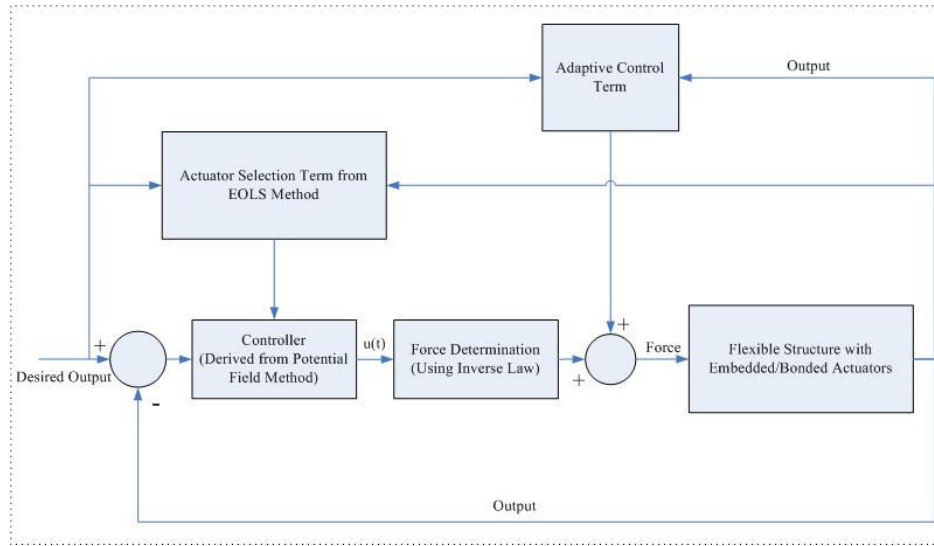 Adaptive Control
Term
Output
Actuator Selection Term from
EOLS Method
+
Desired Output
-
Controller
(Derived from Potential
Field Method)
u(t)
Force Determination
(Using Inverse Law)
+
+
Force
Flexible Structure with
Embedded/Bonded Actuators
Output